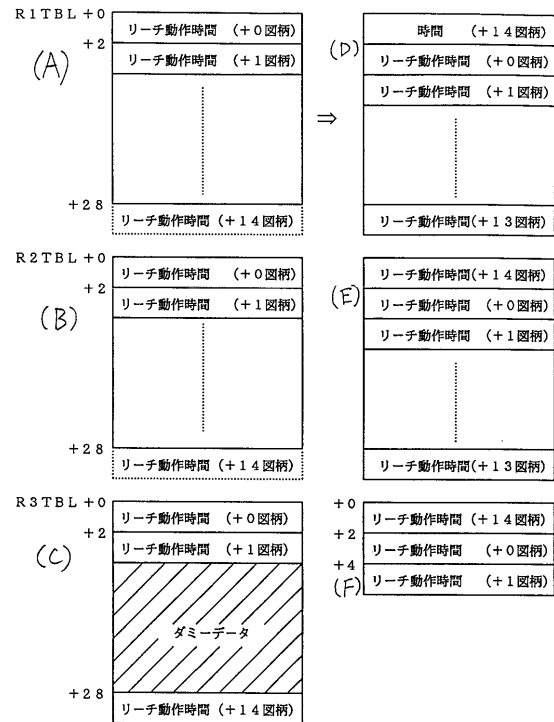 R1TBL +0
リーチ動作時間 (+0図柄)
+2
リーチ動作時間 (+1図柄)
(A)
+28
リーチ動作時間 (+14図柄)
⇒
時間 (+14図柄)
(D)
リーチ動作時間 (+0図柄)
リーチ動作時間 (+1図柄)
リーチ動作時間(+13図柄)
R2TBL +0
リーチ動作時間 (+0図柄)
+2
リーチ動作時間 (+1図柄)
(B)
+28
リーチ動作時間 (+14図柄)
リーチ動作時間(+14図柄)
(E)
リーチ動作時間 (+0図柄)
リーチ動作時間 (+1図柄)
リーチ動作時間(+13図柄)
R3TBL +0
リーチ動作時間 (+0図柄)
+2
リーチ動作時間 (+1図柄)
(C)
ダミーデータ
+28
リーチ動作時間 (+14図柄)
+0
リーチ動作時間 (+14図柄)
+2
リーチ動作時間 (+0図柄)
+4
リーチ動作時間 (+1図柄)
(F)